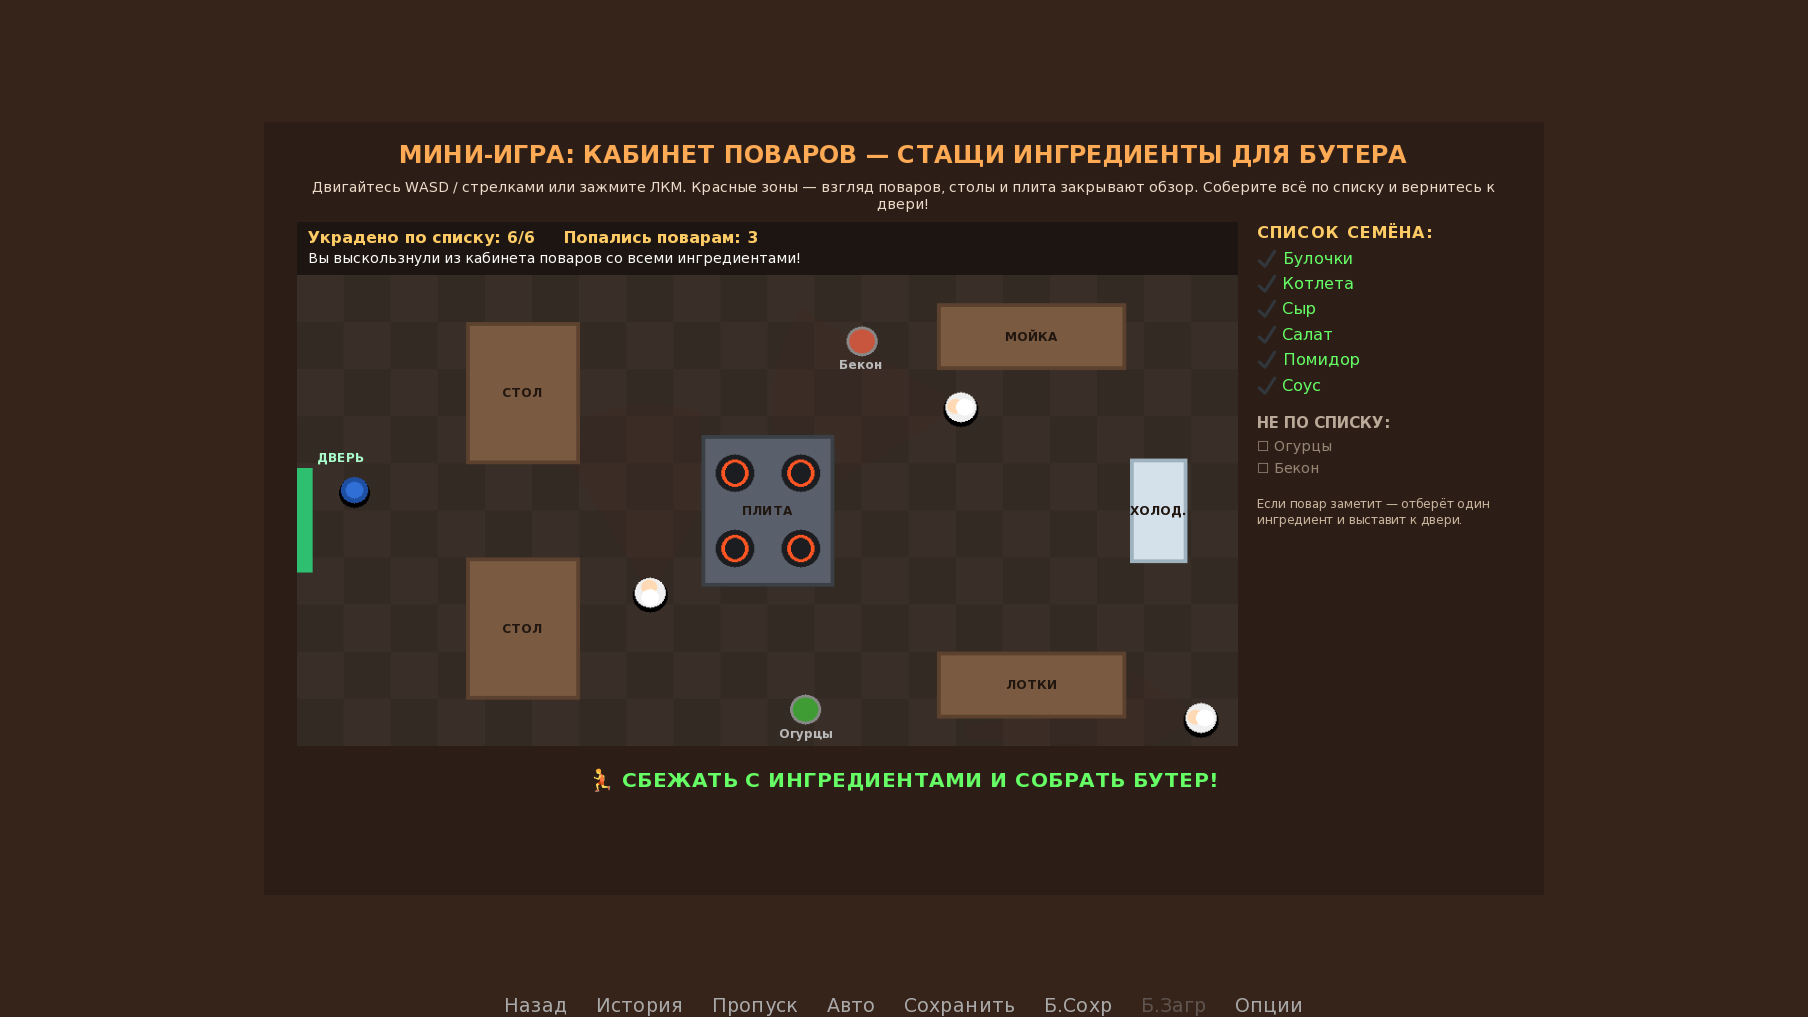 МИНИ-ИГРА: КАБИНЕТ ПОВАРОВ — СТАЩИ ИНГРЕДИЕНТЫ ДЛЯ БУТЕРА
Двигайтесь WASD / стрелками или зажмите ЛКМ. Красные зоны — взгляд поваров, столы и плита закрывают обзор. Соберите всё по списку и вернитесь к
двери!
Украдено по списку: 6/6 Попались поварам: 3
Вы выскользнули из кабинета поваров со всеми ингредиентами!
СТОЛ
Бекон
МОЙКА
ДВЕРЬ
ПЛИТА
ХОЛОД.
СТОЛ
ЛОТКИ
Огурцы
СПИСОК СЕМЁНА:
Булочки
Котлета
Сыр
Салат
Помидор
Соус
НЕ ПО СПИСКУ:
☐ Огурцы
☐ Бекон
Если повар заметит — отберёт один
ингредиент и выставит к двери.
СБЕЖАТЬ С ИНГРЕДИЕНТАМИ И СОБРАТЬ БУТЕР!
Назад История Пропуск Авто Сохранить Б.Сохр Б.Загр Опции